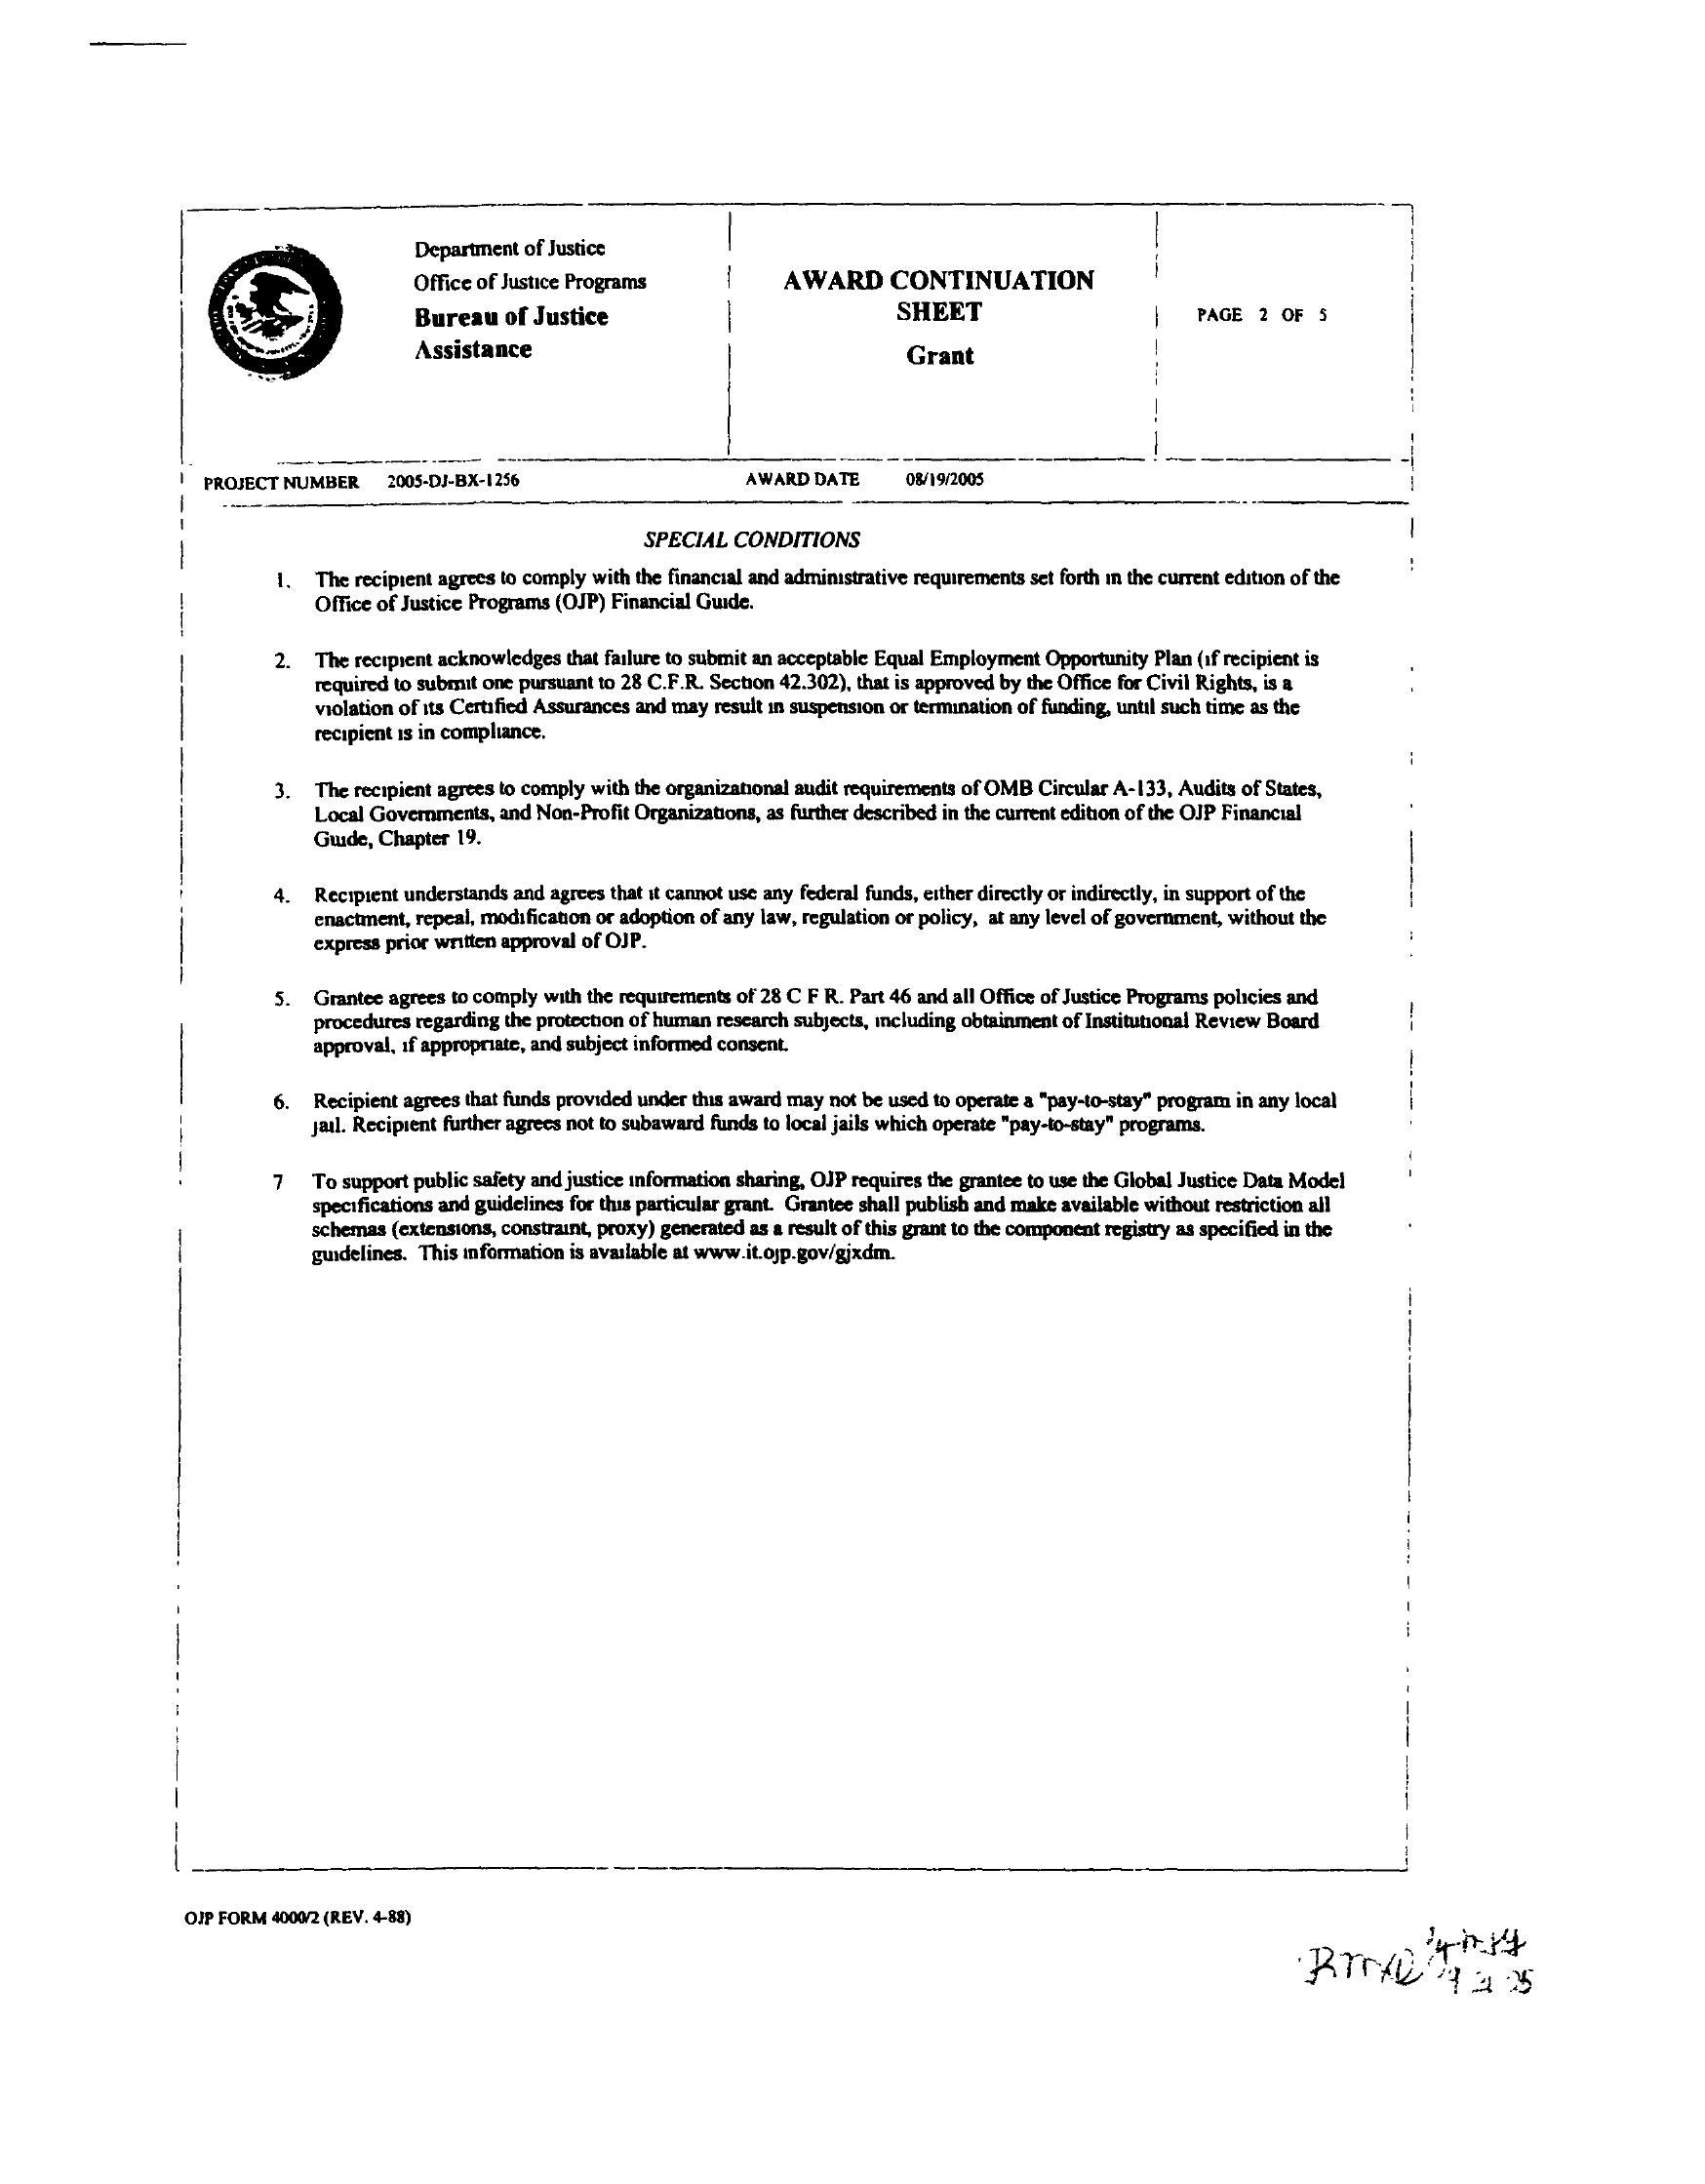 Department of Justice
Office of Justice Programs
Bureau of Justice
Assistance
AWARD CONTINUATION
SHEET
Grant
PAGE 2 OF 5
PROJECT NUMBER 2005-DJ-BX-1256
AWARD DATE 08/19/2005
SPECIAL CONDITIONS
1. The recipient agrees to comply with the financial and administrative requirements set forth in the current edition of the
Office of Justice Programs (OJP) Financial Guide.
2. The recipient acknowledges that failure to submit an acceptable Equal Employment Opportunity Plan (if recipient is
required to submit one pursuant to 28 C.F.R. Section 42.302), that is approved by the Office for Civil Rights, is a
violation of its Certified Assurances and may result in suspension or termination of funding, until such time as the
recipient is in compliance.
3. The recipient agrees to comply with the organizational audit requirements of OMB Circular A-133, Audits of States,
Local Governments, and Non-Profit Organizations, as further described in the current edition of the OJP Financial
Guide, Chapter 19.
4. Recipient understands and agrees that it cannot use any federal funds, either directly or indirectly, in support of the
enactment, repeal, modification or adoption of any law, regulation or policy, at any level of government, without the
express prior written approval of OJP.
5. Grantee agrees to comply with the requirements of 28 C F R. Part 46 and all Office of Justice Programs policies and
procedures regarding the protection of human research subjects, including obtainment of Institutional Review Board
approval, if appropriate, and subject informed consent.
6. Recipient agrees that funds provided under this award may not be used to operate a "pay-to-stay" program in any local
jail. Recipient further agrees not to subaward funds to local jails which operate "pay-to-stay" programs.
7 To support public safety and justice information sharing, OJP requires the grantee to use the Global Justice Data Model
specifications and guidelines for this particular grant. Grantee shall publish and make available without restriction all
schemas (extensions, constraint, proxy) generated as a result of this grant to the component registry as specified in the
guidelines. This information is available at www.it.ojp.gov/gjxdm.
OJP FORM 4000/2 (REV. 4-88)